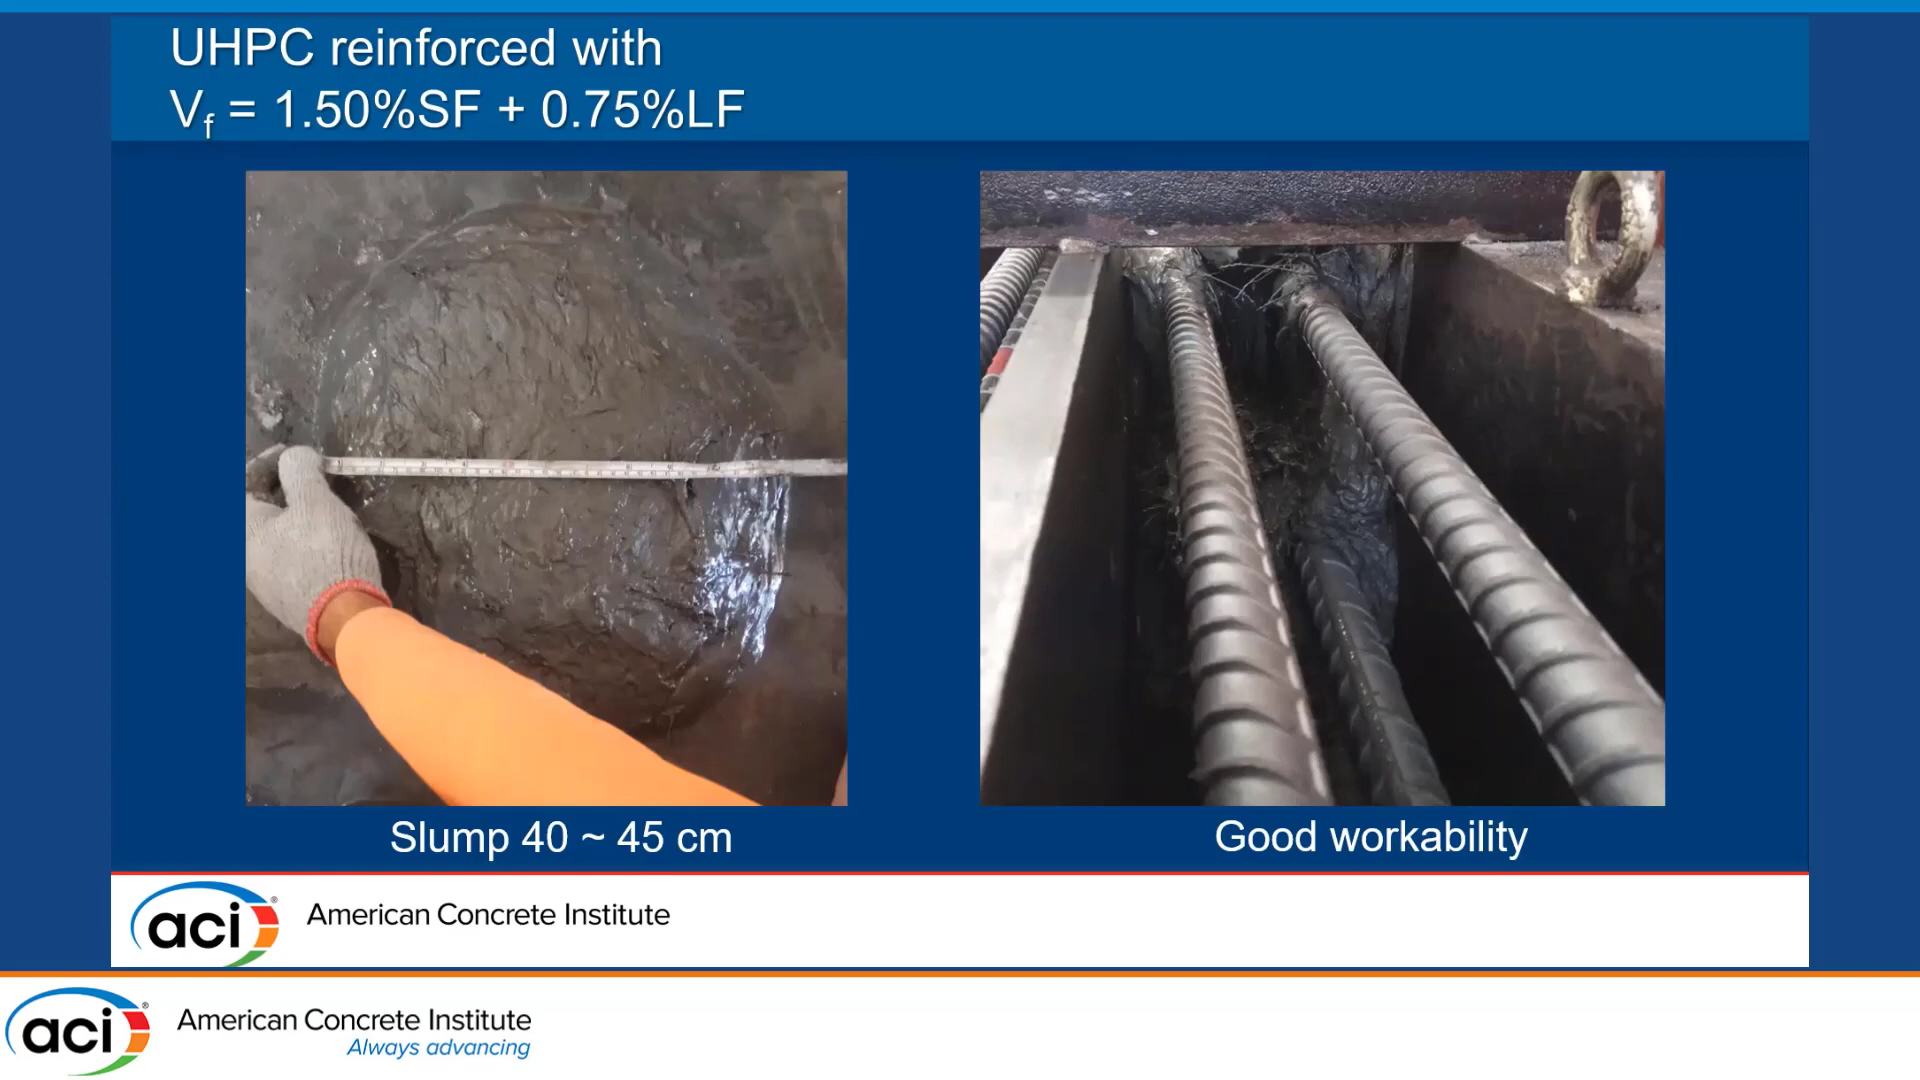 UHPC reinforced with
Vf = 1.50%SF + 0.75%LF
Slump 40 ~ 45 cm
Good workability
aci® American Concrete Institute
aci® American Concrete Institute
Always advancing